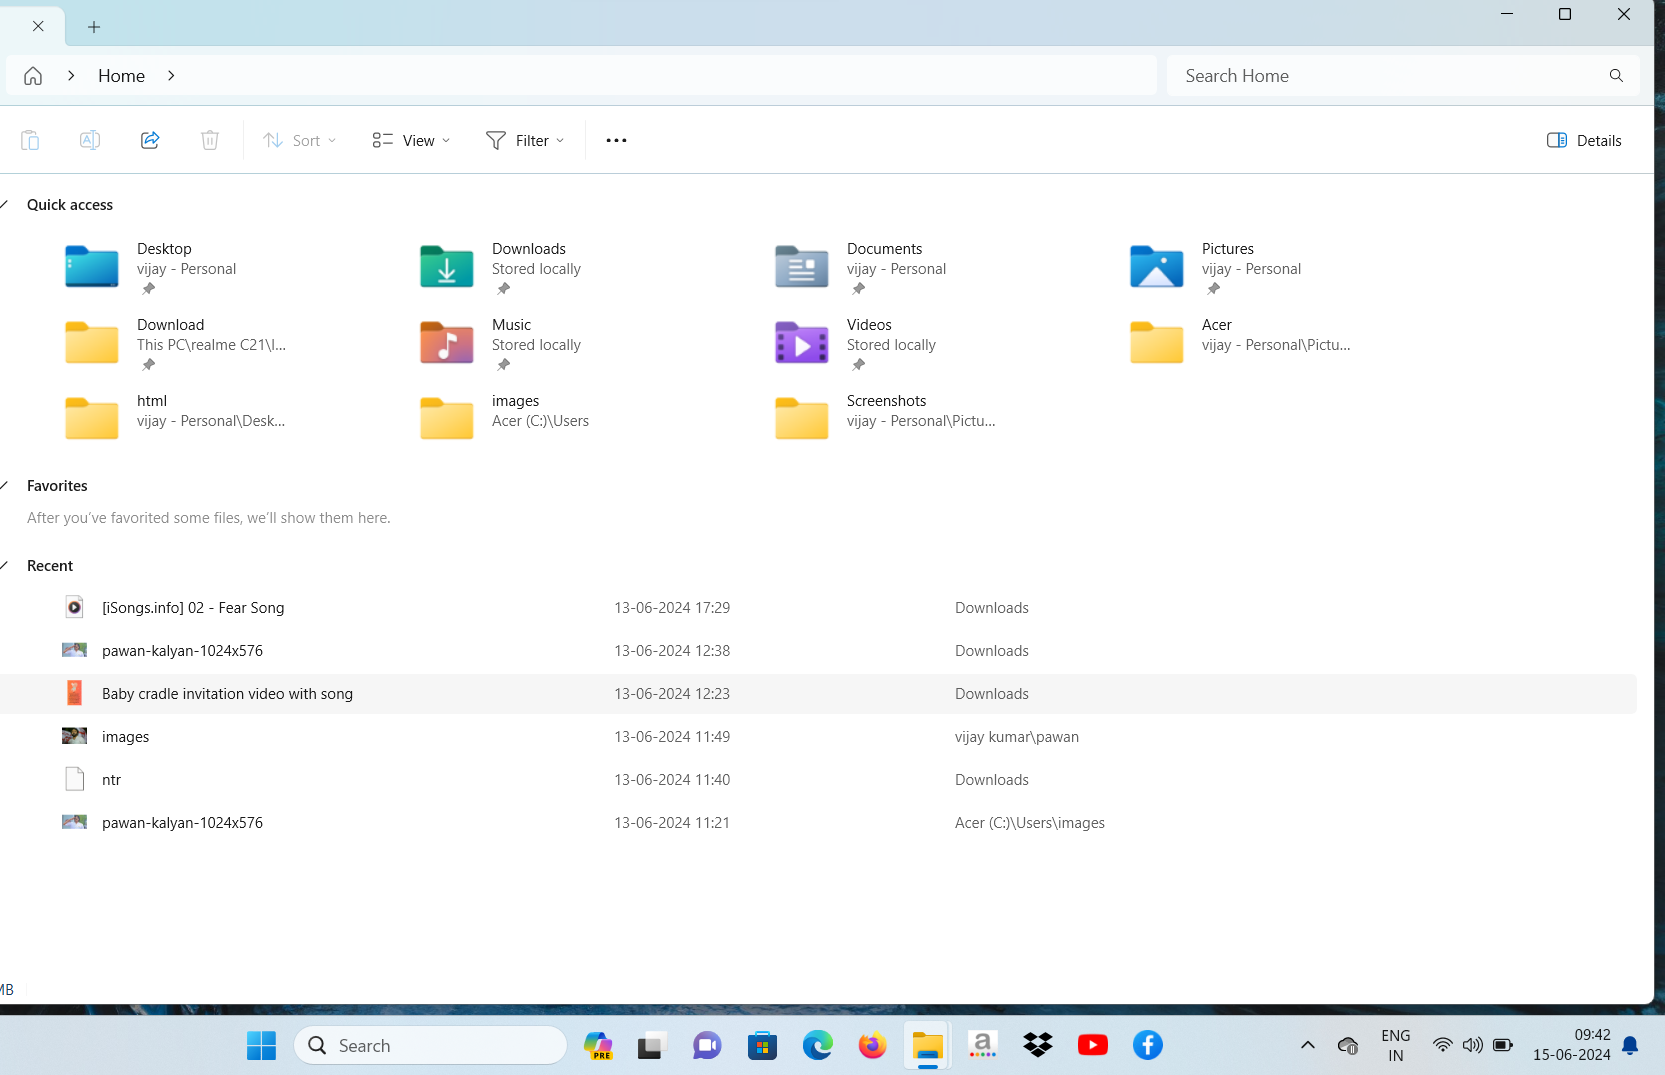 Home
Search Home
Sort
View
Filter
Details
Quick access
Desktop
vijay - Personal
Downloads
Stored locally
Documents
vijay - Personal
Pictures
vijay - Personal
Download
This PC\realme C21\I...
Music
Stored locally
Videos
Stored locally
Acer
vijay - Personal\Pictu...
html
vijay - Personal\Desk...
images
Acer (C:)\Users
Screenshots
vijay - Personal\Pictu...
Favorites
After you've favorited some files, we'll show them here.
Recent
[iSongs.info] 02 - Fear Song 13-06-2024 17:29 Downloads
pawan-kalyan-1024x576 13-06-2024 12:38 Downloads
Baby cradle invitation video with song 13-06-2024 12:23 Downloads
images 13-06-2024 11:49 vijay kumar\pawan
ntr 13-06-2024 11:40 Downloads
pawan-kalyan-1024x576 13-06-2024 11:21 Acer (C:)\Users\images
MB
Search
PRE
a
ENG
IN
09:42
15-06-2024